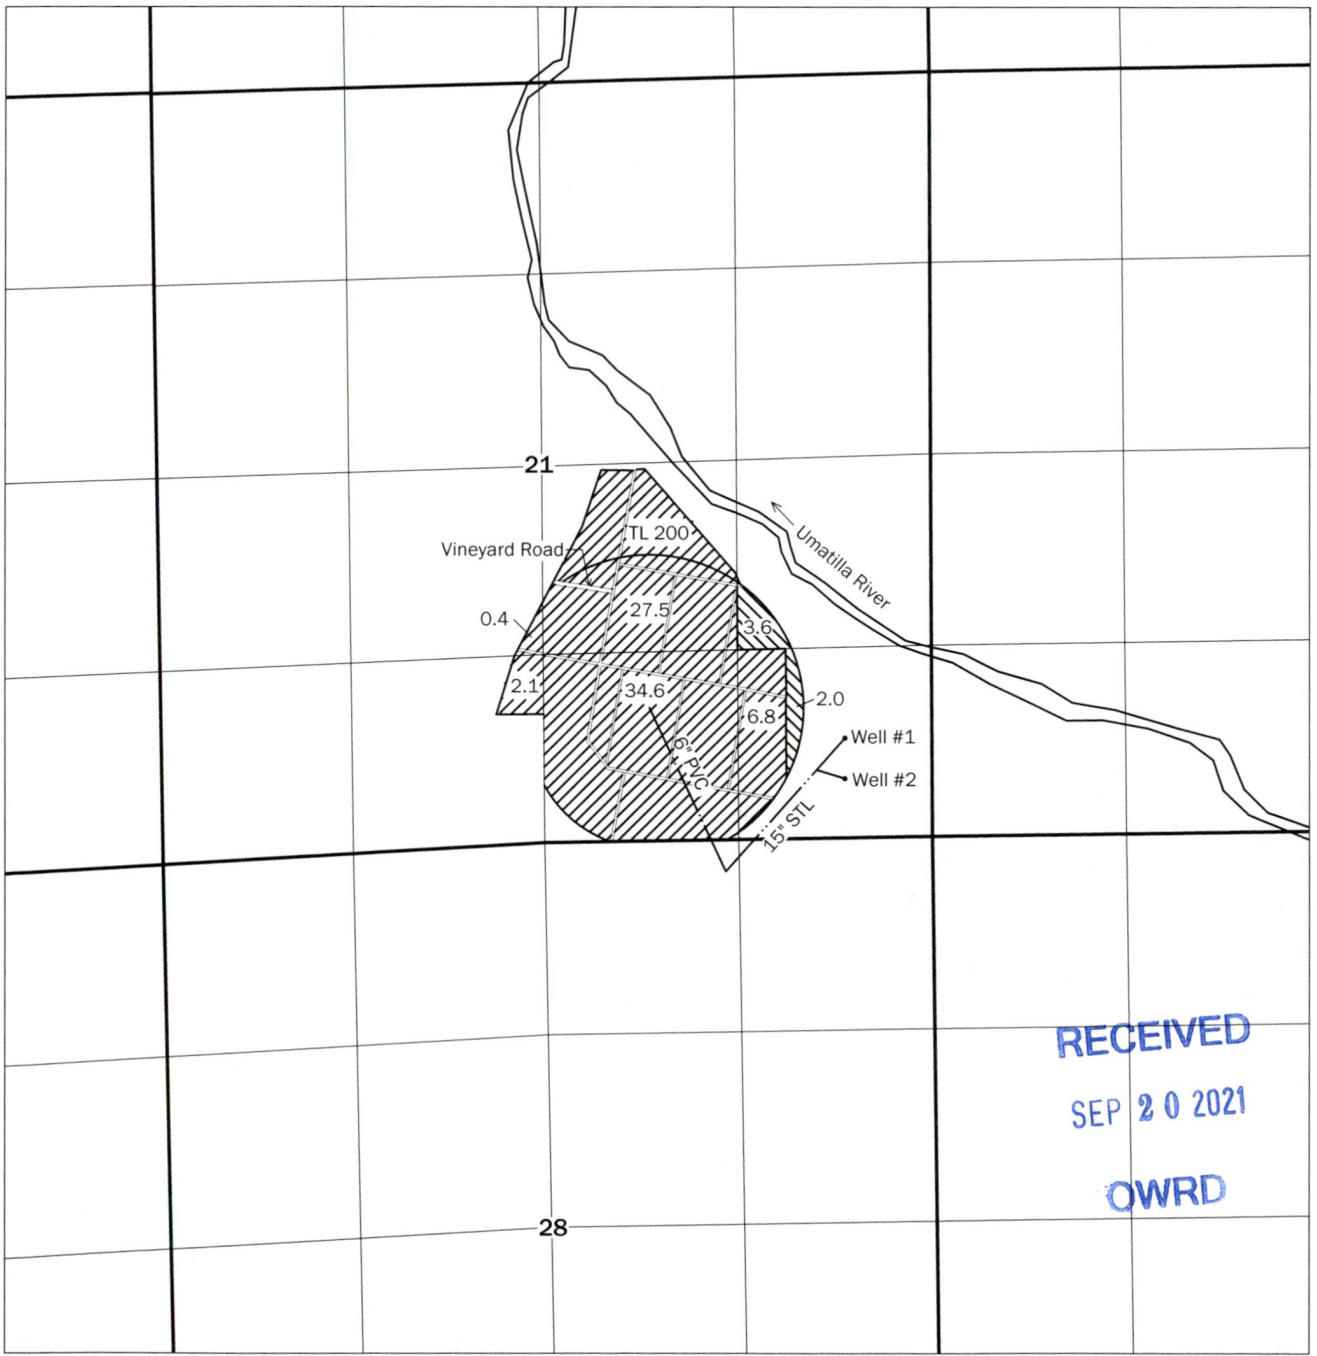 21
TL 200
Vineyard Road
Umatilla River
27.5
0.4
3.6
2.1
34.6
2.0
6.8
Well #1
6" PVC
Well #2
15" STL
RECEIVED
SEP 20 2021
OWRD
28